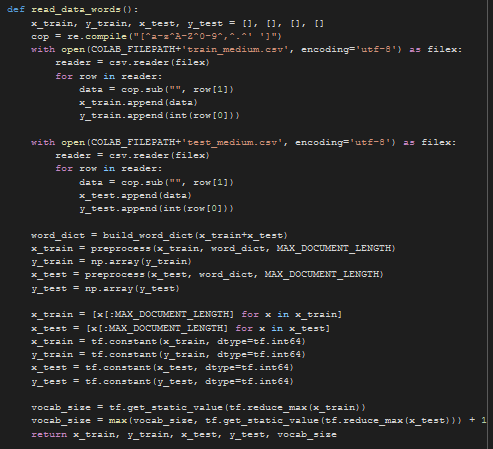 def read_data_words():
    x_train, y_train, x_test, y_test = [], [], [], []
    cop = re.compile("[^a-z^A-Z^0-9^,^.^' ']")
    with open(COLAB_FILEPATH+'train_medium.csv', encoding='utf-8') as filex:
        reader = csv.reader(filex)
        for row in reader:
            data = cop.sub("", row[1])
            x_train.append(data)
            y_train.append(int(row[0]))

    with open(COLAB_FILEPATH+'test_medium.csv', encoding='utf-8') as filex:
        reader = csv.reader(filex)
        for row in reader:
            data = cop.sub("", row[1])
            x_test.append(data)
            y_test.append(int(row[0]))

    word_dict = build_word_dict(x_train+x_test)
    x_train = preprocess(x_train, word_dict, MAX_DOCUMENT_LENGTH)
    y_train = np.array(y_train)
    x_test = preprocess(x_test, word_dict, MAX_DOCUMENT_LENGTH)
    y_test = np.array(y_test)

    x_train = [x[:MAX_DOCUMENT_LENGTH] for x in x_train]
    x_test = [x[:MAX_DOCUMENT_LENGTH] for x in x_test]
    x_train = tf.constant(x_train, dtype=tf.int64)
    y_train = tf.constant(y_train, dtype=tf.int64)
    x_test = tf.constant(x_test, dtype=tf.int64)
    y_test = tf.constant(y_test, dtype=tf.int64)

    vocab_size = tf.get_static_value(tf.reduce_max(x_train))
    vocab_size = max(vocab_size, tf.get_static_value(tf.reduce_max(x_test))) + 1
    return x_train, y_train, x_test, y_test, vocab_size